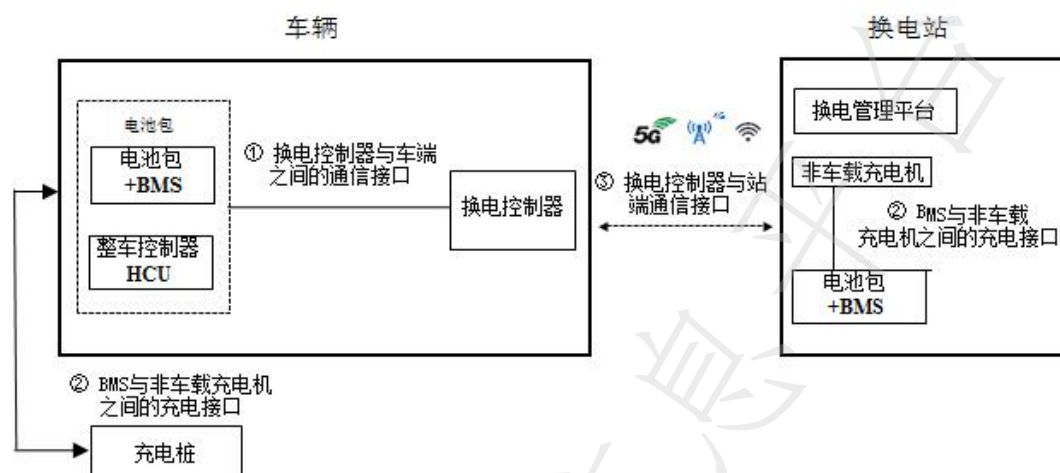 车辆
换电站
电池包
电池包
+BMS
整车控制器
HCU
① 换电控制器与车端
之间的通信接口
换电控制器
5G
③ 换电控制器与站
端通信接口
换电管理平台
非车载充电机
② BMS与非车载
充电机之间的充电接口
电池包
+BMS
② BMS与非车载充电机
之间的充电接口
充电桩